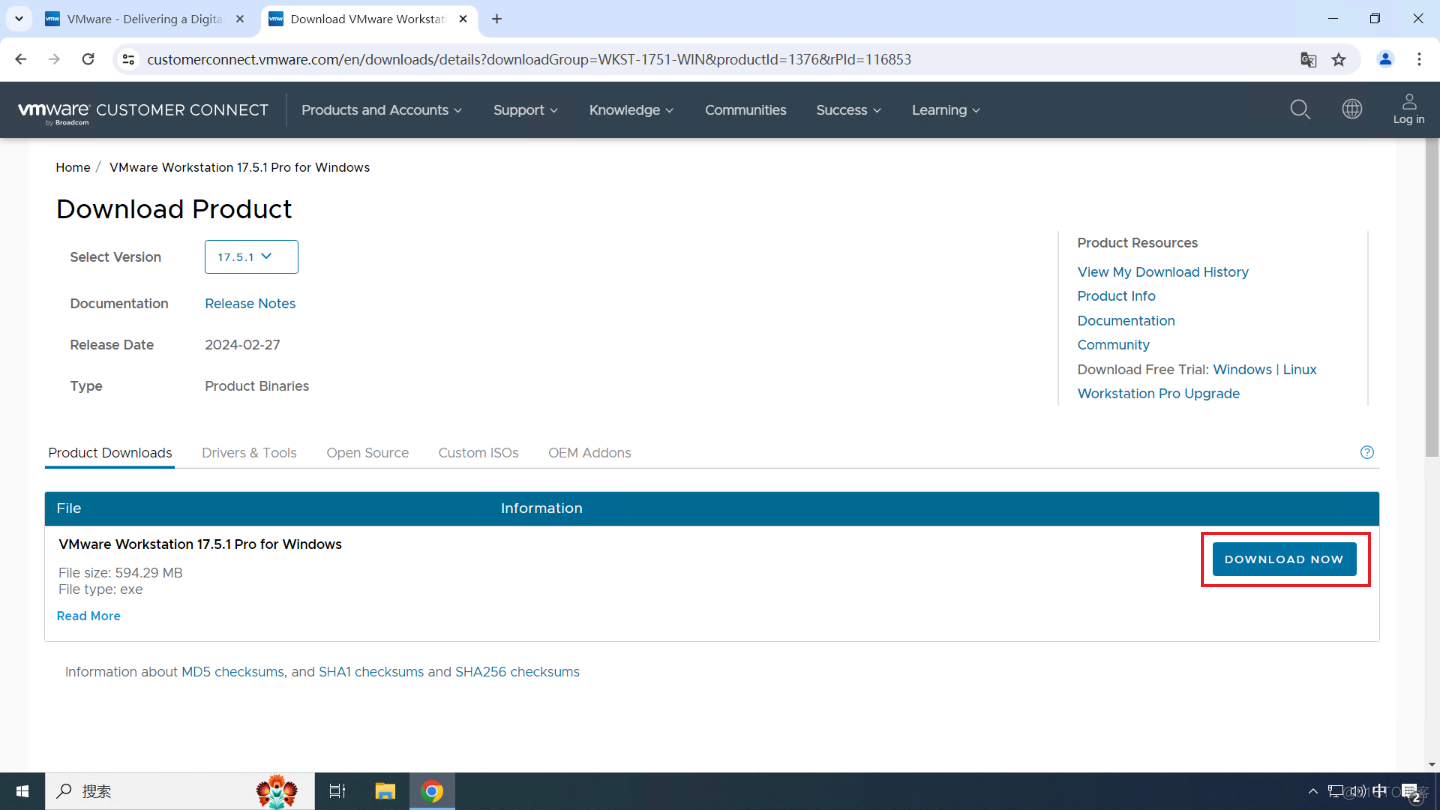 VMware - Delivering a Digita
Download VMware Workstati
customerconnect.vmware.com/en/downloads/details?downloadGroup=WKST-1751-WIN&productId=1376&rPId=116853
vmware by Broadcom CUSTOMER CONNECT
Products and Accounts
Support
Knowledge
Communities
Success
Learning
Log in
Home / VMware Workstation 17.5.1 Pro for Windows
Download Product
Select Version 17.5.1
Documentation Release Notes
Release Date 2024-02-27
Type Product Binaries
Product Resources
View My Download History
Product Info
Documentation
Community
Download Free Trial: Windows | Linux
Workstation Pro Upgrade
Product Downloads Drivers & Tools Open Source Custom ISOs OEM Addons
File Information
VMware Workstation 17.5.1 Pro for Windows
File size: 594.29 MB
File type: exe
Read More
DOWNLOAD NOW
Information about MD5 checksums, and SHA1 checksums and SHA256 checksums
搜索
中
2